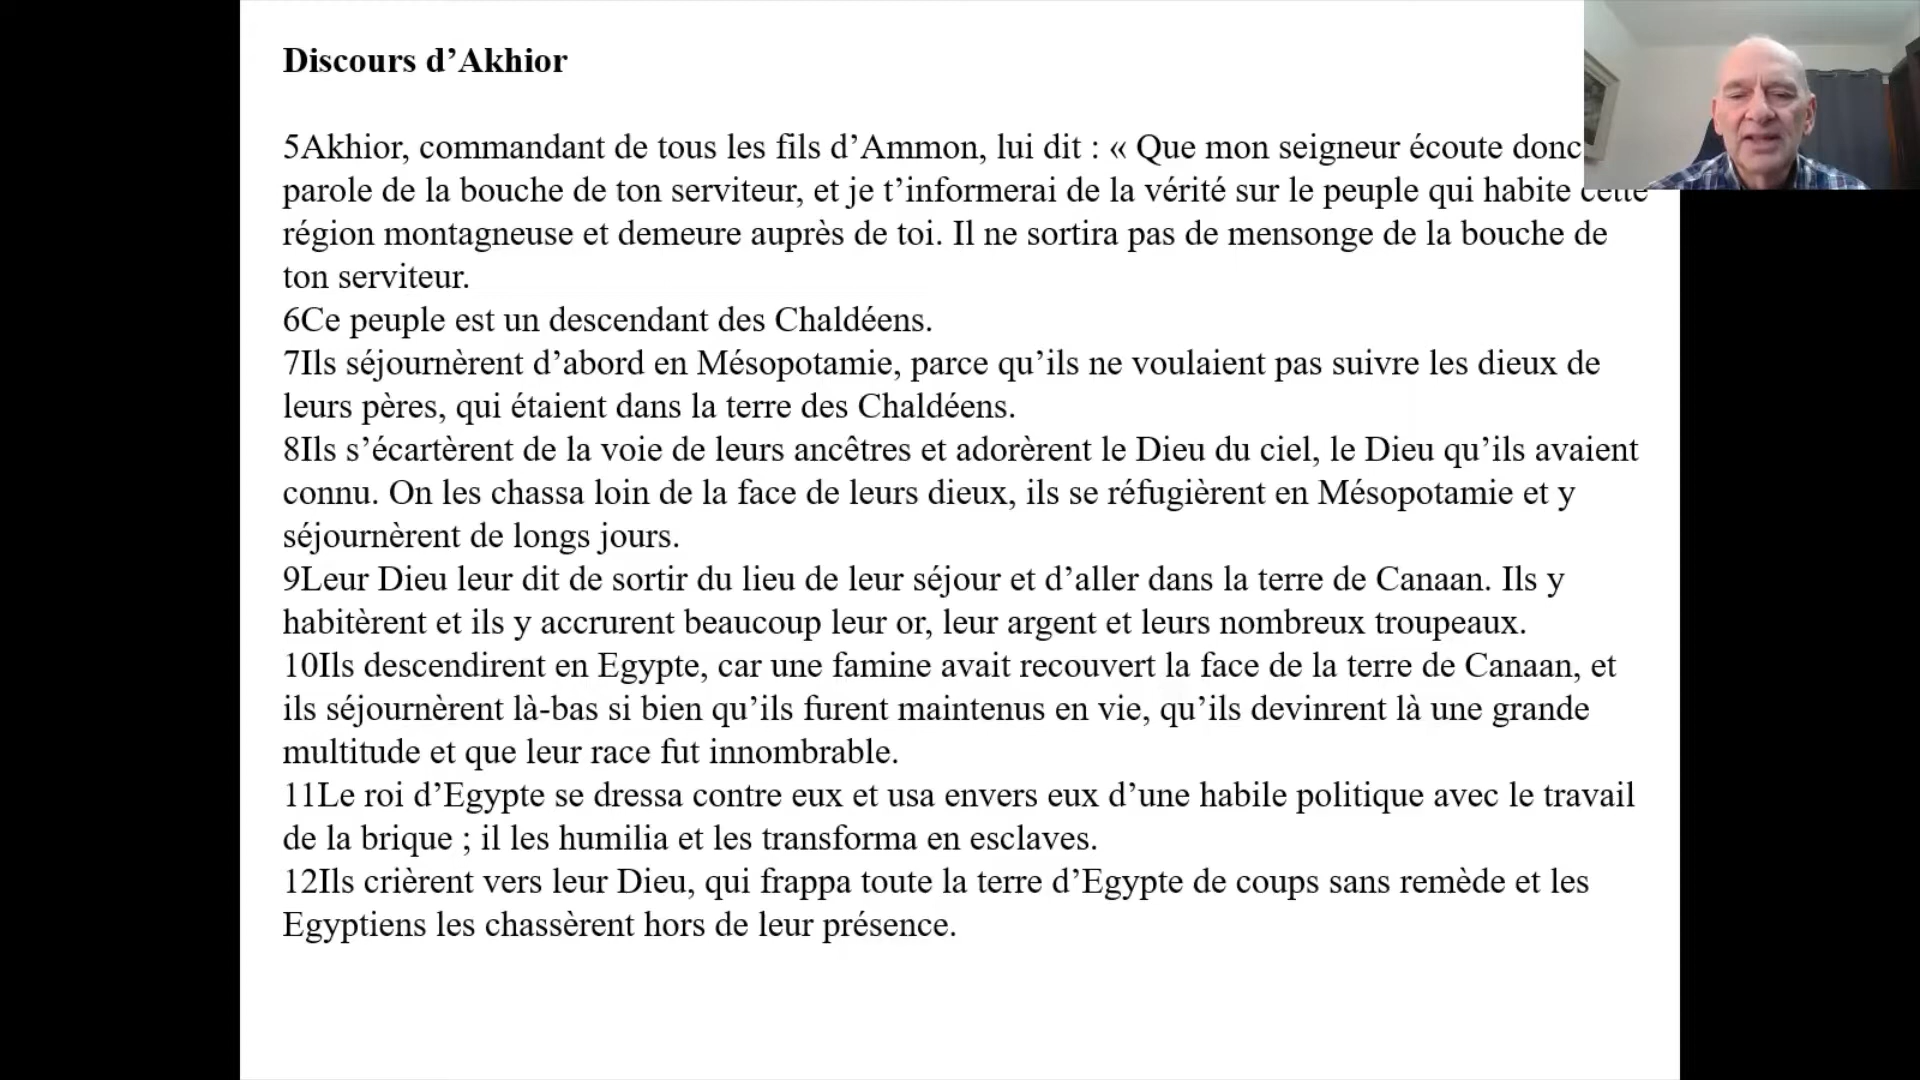 Discours d’Akhior
5Akhior, commandant de tous les fils d’Ammon, lui dit : « Que mon seigneur écoute donc
parole de la bouche de ton serviteur, et je t’informerai de la vérité sur le peuple qui habite cette
région montagneuse et demeure auprès de toi. Il ne sortira pas de mensonge de la bouche de
ton serviteur.
6Ce peuple est un descendant des Chaldéens.
7Ils séjournèrent d’abord en Mésopotamie, parce qu’ils ne voulaient pas suivre les dieux de
leurs pères, qui étaient dans la terre des Chaldéens.
8Ils s’écartèrent de la voie de leurs ancêtres et adorèrent le Dieu du ciel, le Dieu qu’ils avaient
connu. On les chassa loin de la face de leurs dieux, ils se réfugièrent en Mésopotamie et y
séjournèrent de longs jours.
9Leur Dieu leur dit de sortir du lieu de leur séjour et d’aller dans la terre de Canaan. Ils y
habitèrent et ils y accrurent beaucoup leur or, leur argent et leurs nombreux troupeaux.
10Ils descendirent en Egypte, car une famine avait recouvert la face de la terre de Canaan, et
ils séjournèrent là-bas si bien qu’ils furent maintenus en vie, qu’ils devinrent là une grande
multitude et que leur race fut innombrable.
11Le roi d’Egypte se dressa contre eux et usa envers eux d’une habile politique avec le travail
de la brique ; il les humilia et les transforma en esclaves.
12Ils crièrent vers leur Dieu, qui frappa toute la terre d’Egypte de coups sans remède et les
Egyptiens les chassèrent hors de leur présence.